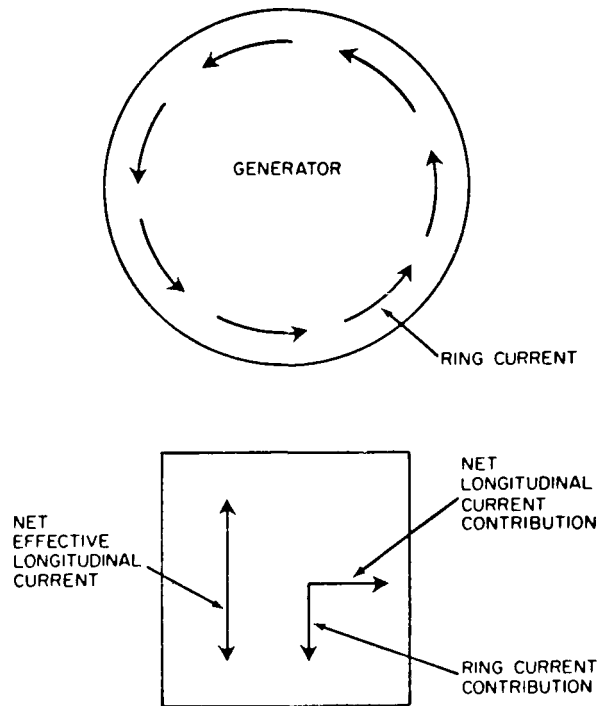 GENERATOR
RING CURRENT
NET
EFFECTIVE
LONGITUDINAL
CURRENT
NET
LONGITUDINAL
CURRENT
CONTRIBUTION
RING CURRENT
CONTRIBUTION